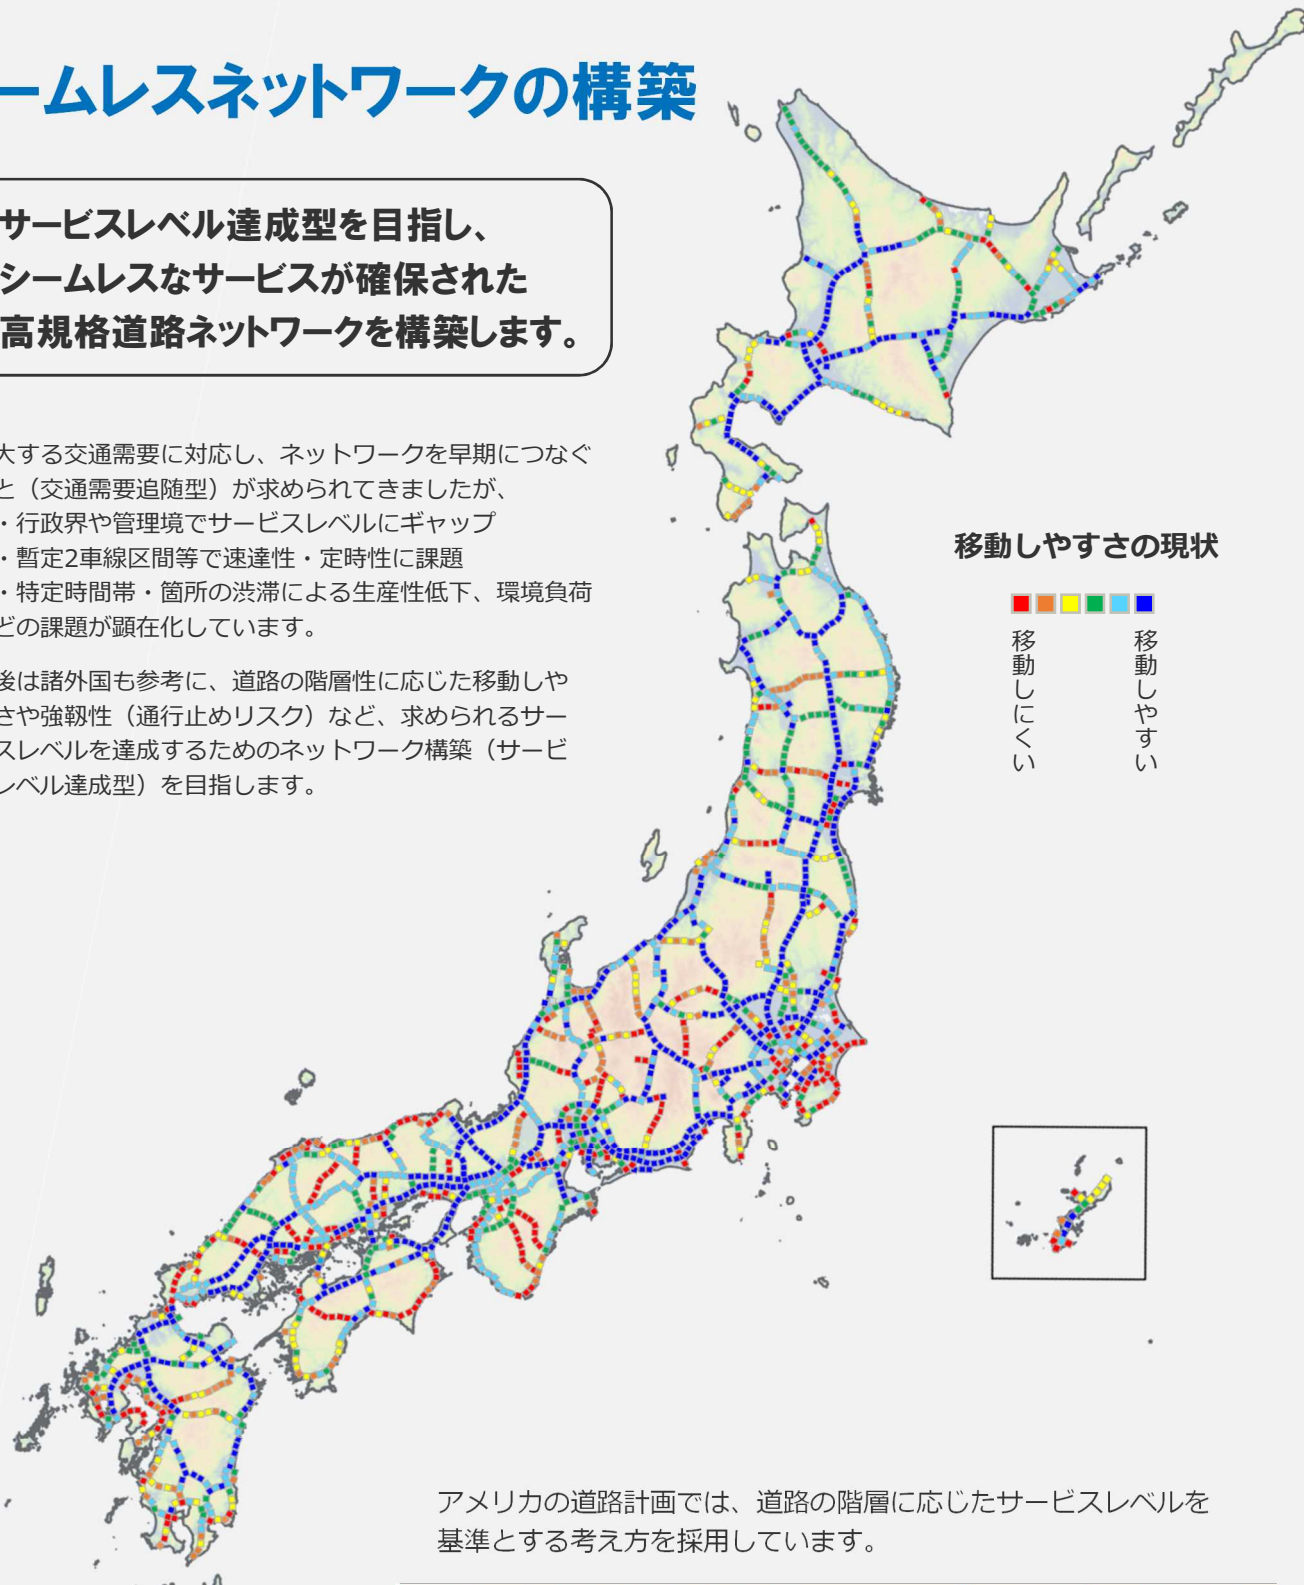 ームレスネットワークの構築
サービスレベル達成型を目指し、
シームレスなサービスが確保された
高規格道路ネットワークを構築します。
大する交通需要に対応し、ネットワークを早期につなぐ
と（交通需要追随型）が求められてきましたが、
・行政界や管理境でサービスレベルにギャップ
・暫定2車線区間等で速達性・定時性に課題
・特定時間帯・箇所の渋滞による生産性低下、環境負荷
どの課題が顕在化しています。
後は諸外国も参考に、道路の階層性に応じた移動しや
さや強靱性（通行止めリスク）など、求められるサー
スレベルを達成するためのネットワーク構築（サービ
レベル達成型）を目指します。
移動しやすさの現状
移動しにくい
移動しやすい
アメリカの道路計画では、道路の階層に応じたサービスレベルを
基準とする考え方を採用しています。